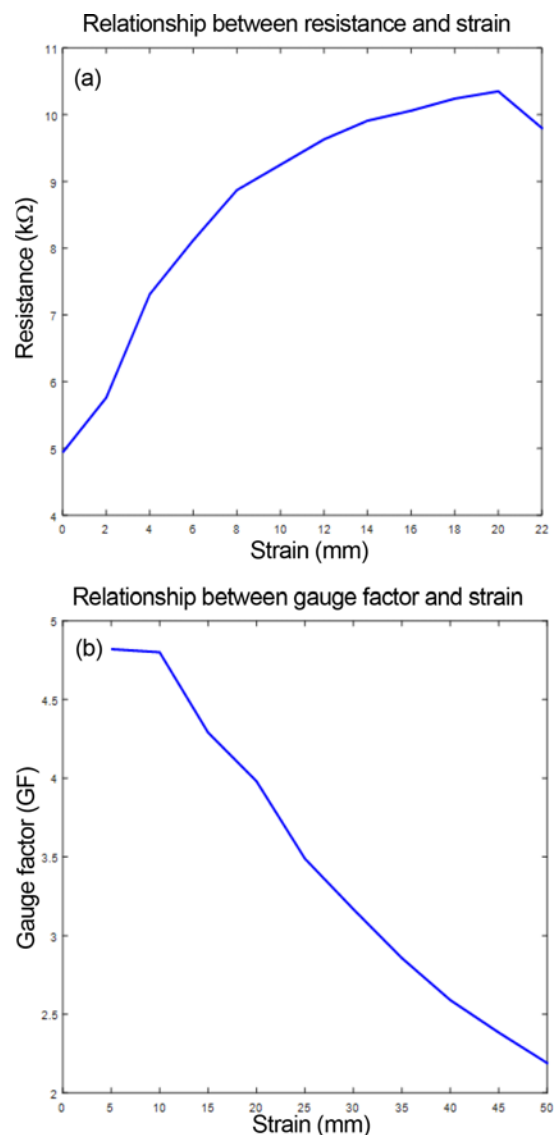 Relationship between resistance and strain
(a)
Resistance (kΩ)
11
10
9
8
7
6
5
4
0 2 4 6 8 10 12 14 16 18 20 22
Strain (mm)
Relationship between gauge factor and strain
(b)
Gauge factor (GF)
5
4.5
4
3.5
3
2.5
2
0 5 10 15 20 25 30 35 40 45 50
Strain (mm)